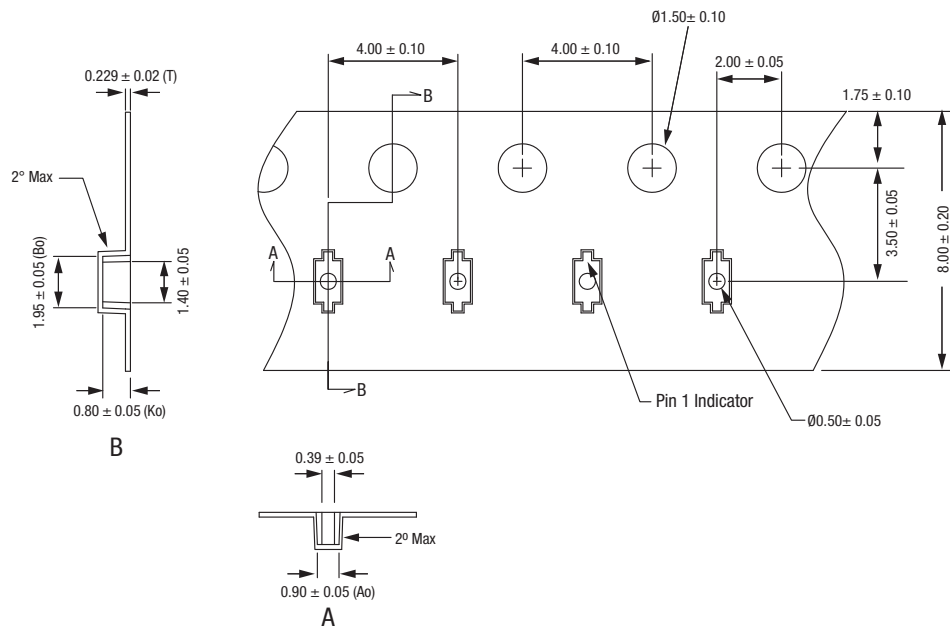 Ø1.50± 0.10
4.00 ± 0.10
4.00 ± 0.10
2.00 ± 0.05
0.229 ± 0.02 (T)
1.75 ± 0.10
B
2° Max
3.50 ± 0.05
8.00 ± 0.20
A
A
1.95 ± 0.05 (Bo)
1.40 ± 0.05
B
Pin 1 Indicator
0.80 ± 0.05 (Ko)
Ø0.50± 0.05
B
0.39 ± 0.05
2º Max
0.90 ± 0.05 (Ao)
A